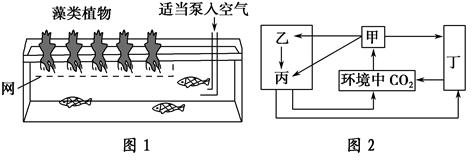 藻类植物
适当泵入空气
网
图 1
乙
甲
丙
环境中 CO₂
丁
图 2